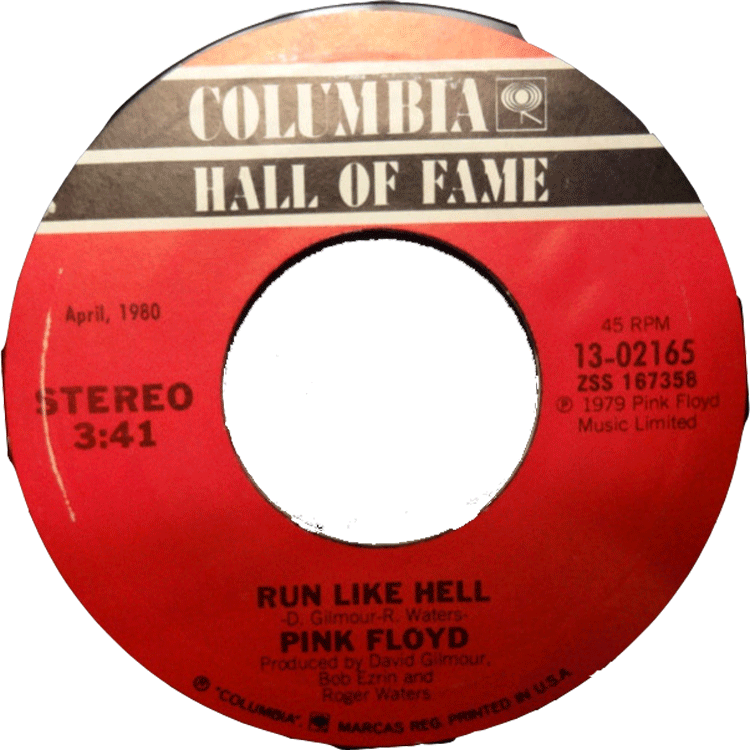 COLUMBIA
HALL OF FAME
April, 1980
STEREO
3:41
45 RPM
13-02165
ZSS 167358
℗ 1979 Pink Floyd
Music Limited
RUN LIKE HELL
-D. Gilmour-R. Waters-
PINK FLOYD
Produced by David Gilmour,
Bob Ezrin and
Roger Waters
® "COLUMBIA", MARCAS REG. PRINTED IN U.S.A.